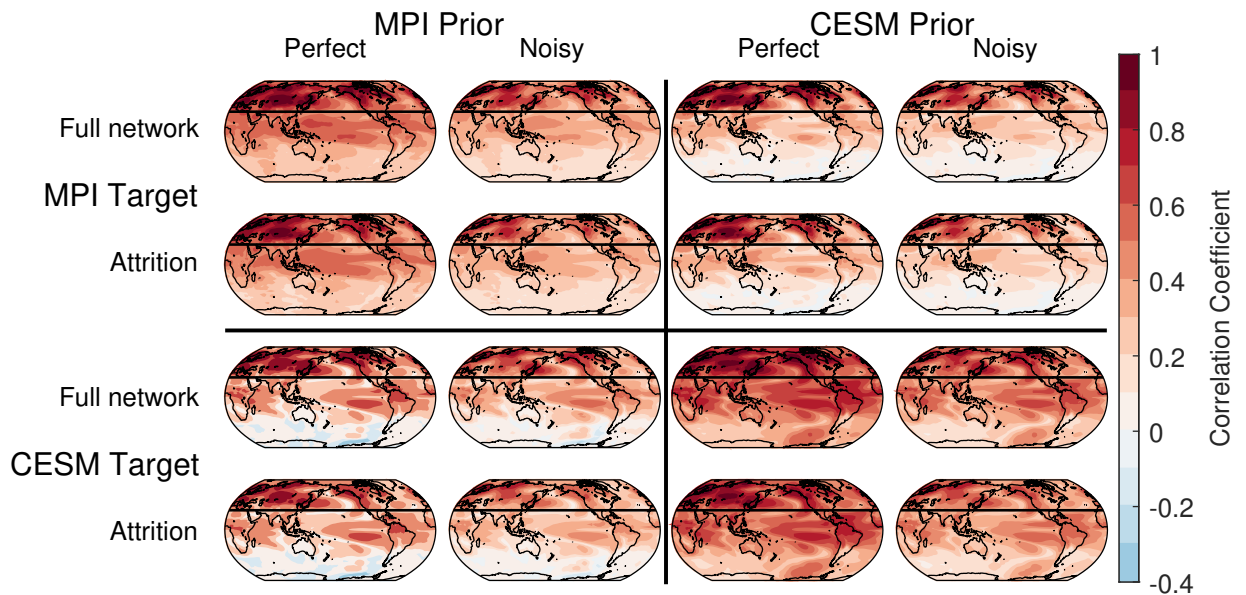 MPI Prior
CESM Prior
Perfect
Noisy
Perfect
Noisy
Full network
MPI Target
Attrition
Full network
CESM Target
Attrition
1
0.8
0.6
0.4
0.2
0
-0.2
-0.4
Correlation Coefficient